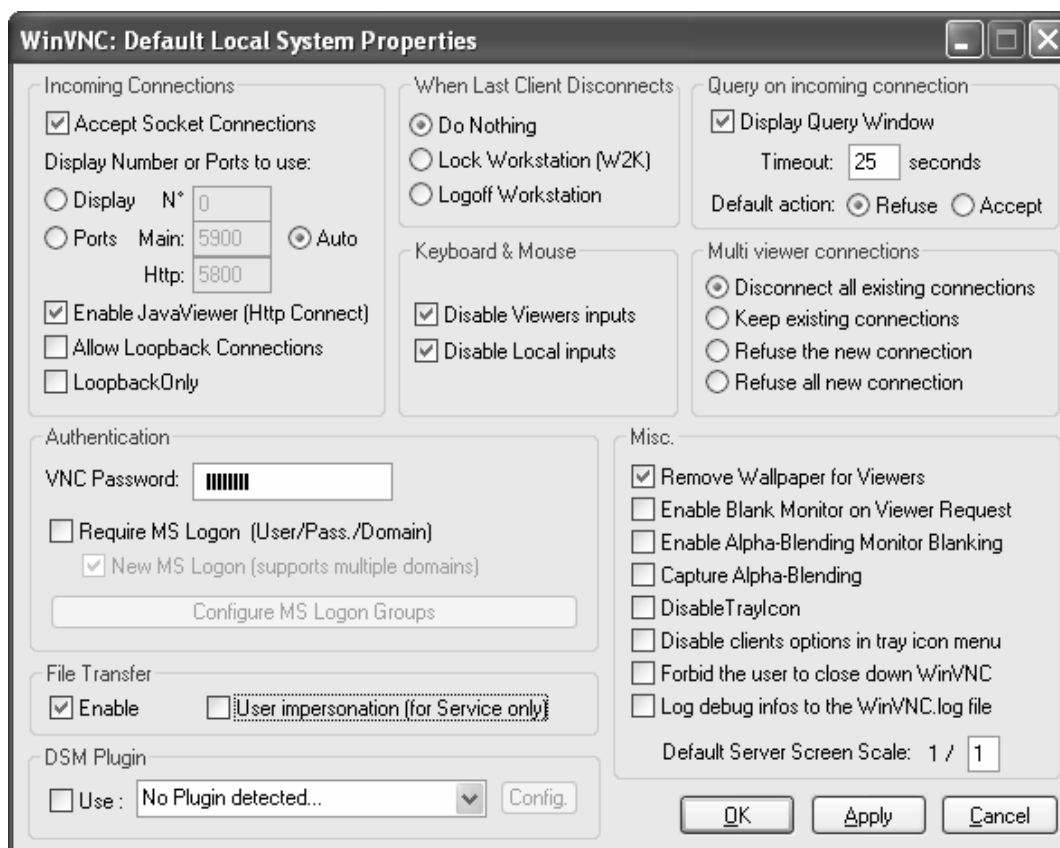 WinVNC: Default Local System Properties
Incoming Connections
Accept Socket Connections
Display Number or Ports to use:
Display N° 0
Ports Main: 5900 Auto
Http: 5800
Enable JavaViewer (Http Connect)
Allow Loopback Connections
LoopbackOnly
When Last Client Disconnects
Do Nothing
Lock Workstation (W2K)
Logoff Workstation
Keyboard & Mouse
Disable Viewers inputs
Disable Local inputs
Query on incoming connection
Display Query Window
Timeout: 25 seconds
Default action: Refuse Accept
Multi viewer connections
Disconnect all existing connections
Keep existing connections
Refuse the new connection
Refuse all new connection
Authentication
VNC Password:
Require MS Logon (User/Pass./Domain)
New MS Logon (supports multiple domains)
Configure MS Logon Groups
File Transfer
Enable User impersonation (for Service only)
DSM Plugin
Use : No Plugin detected... Config.
Misc.
Remove Wallpaper for Viewers
Enable Blank Monitor on Viewer Request
Enable Alpha-Blending Monitor Blanking
Capture Alpha-Blending
DisableTrayIcon
Disable clients options in tray icon menu
Forbid the user to close down WinVNC
Log debug infos to the WinVNC.log file
Default Server Screen Scale: 1 / 1
OK Apply Cancel